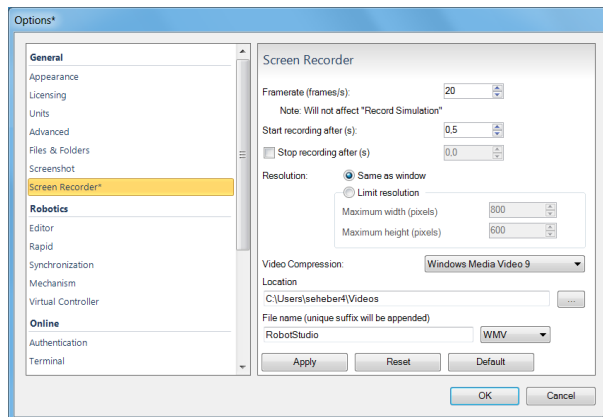 Options*
General
Appearance
Licensing
Units
Advanced
Files & Folders
Screenshot
Screen Recorder*
Robotics
Editor
Rapid
Synchronization
Mechanism
Virtual Controller
Online
Authentication
Terminal
Screen Recorder
Framerate (frames/s): 20
Note: Will not affect "Record Simulation"
Start recording after (s): 0,5
Stop recording after (s) 0,0
Resolution: Same as window
Limit resolution
Maximum width (pixels) 800
Maximum height (pixels) 600
Video Compression: Windows Media Video 9
Location
C:\Users\seheber4\Videos ...
File name (unique suffix will be appended)
RobotStudio WMV
Apply Reset Default
OK Cancel